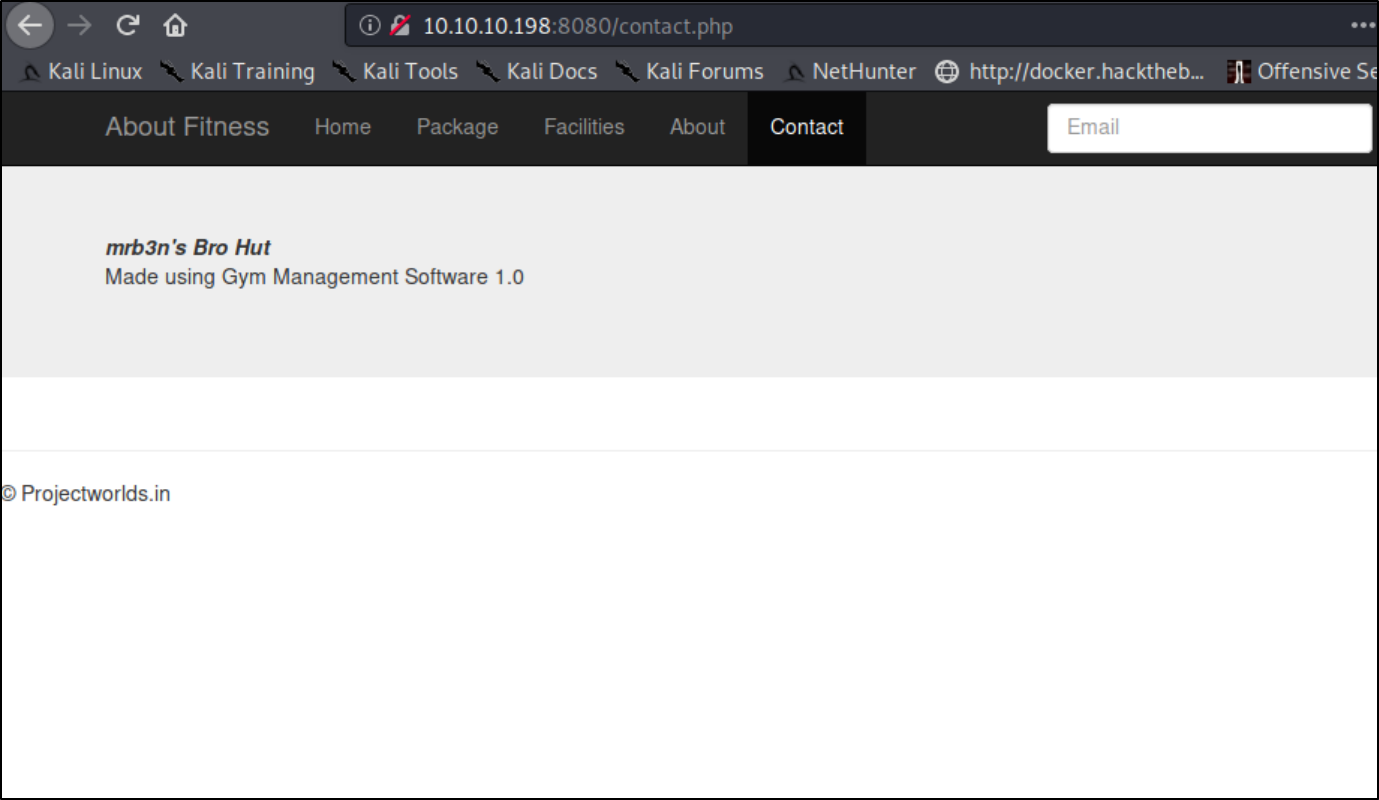 10.10.10.198:8080/contact.php
Kali Linux Kali Training Kali Tools Kali Docs Kali Forums NetHunter http://docker.hacktheb... Offensive Se
About Fitness Home Package Facilities About Contact Email
mrb3n's Bro Hut
Made using Gym Management Software 1.0
© Projectworlds.in